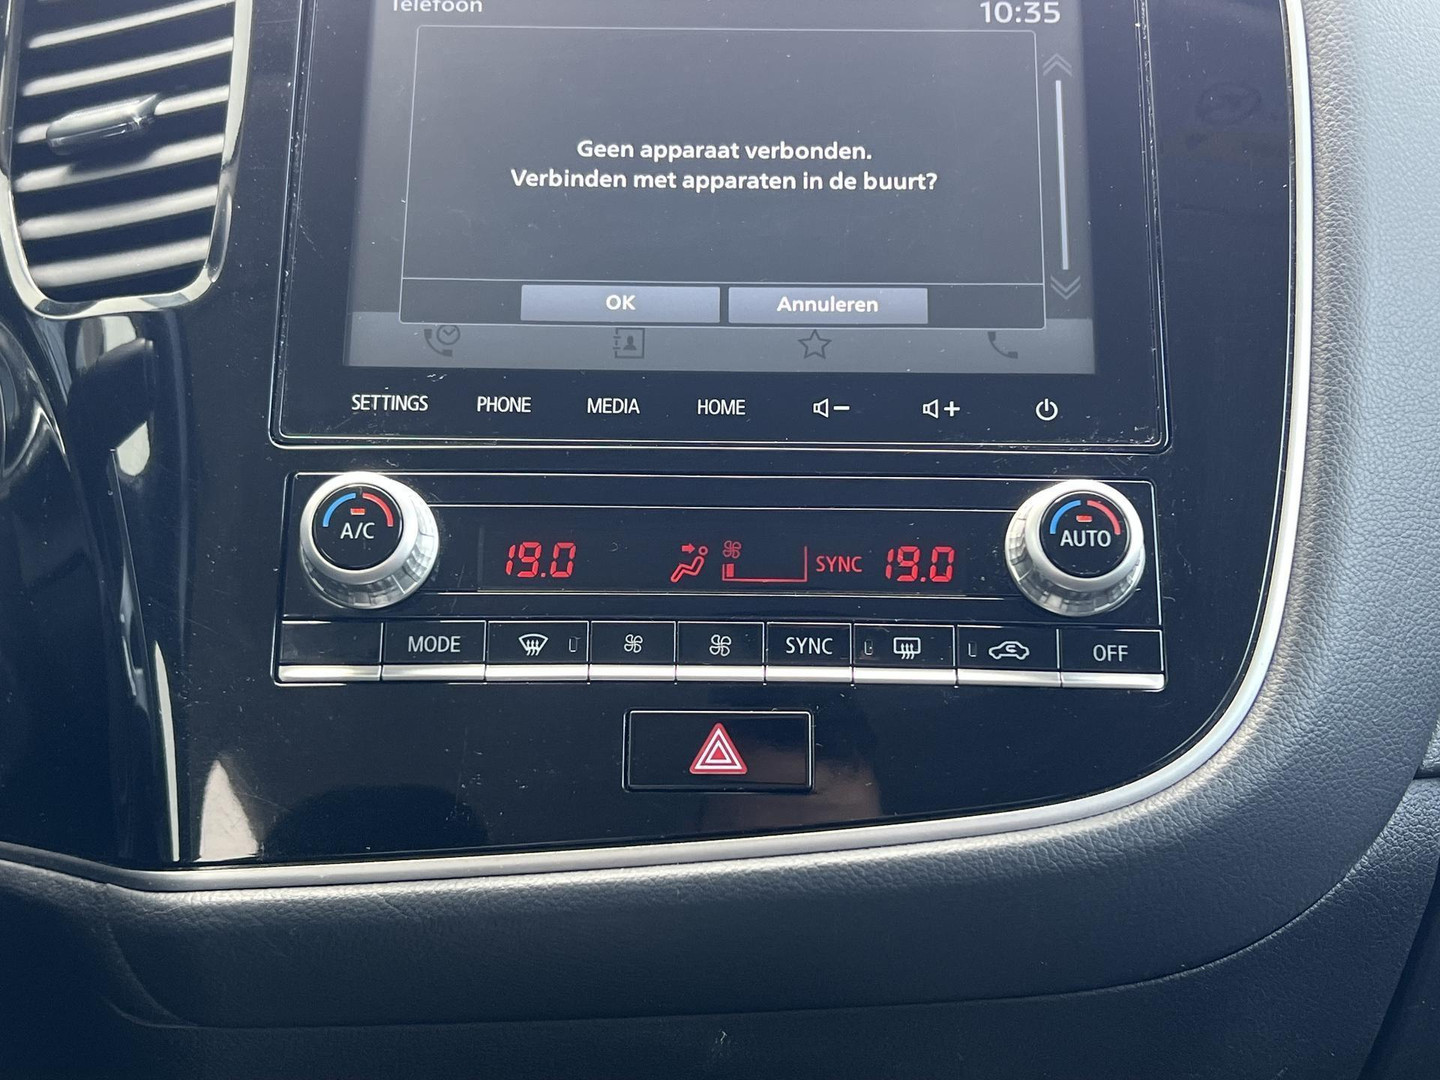 Telefoon 10:35
Geen apparaat verbonden.
Verbinden met apparaten in de buurt?
OK Annuleren
SETTINGS PHONE MEDIA HOME
A/C 19.0 SYNC 19.0 AUTO
MODE SYNC OFF